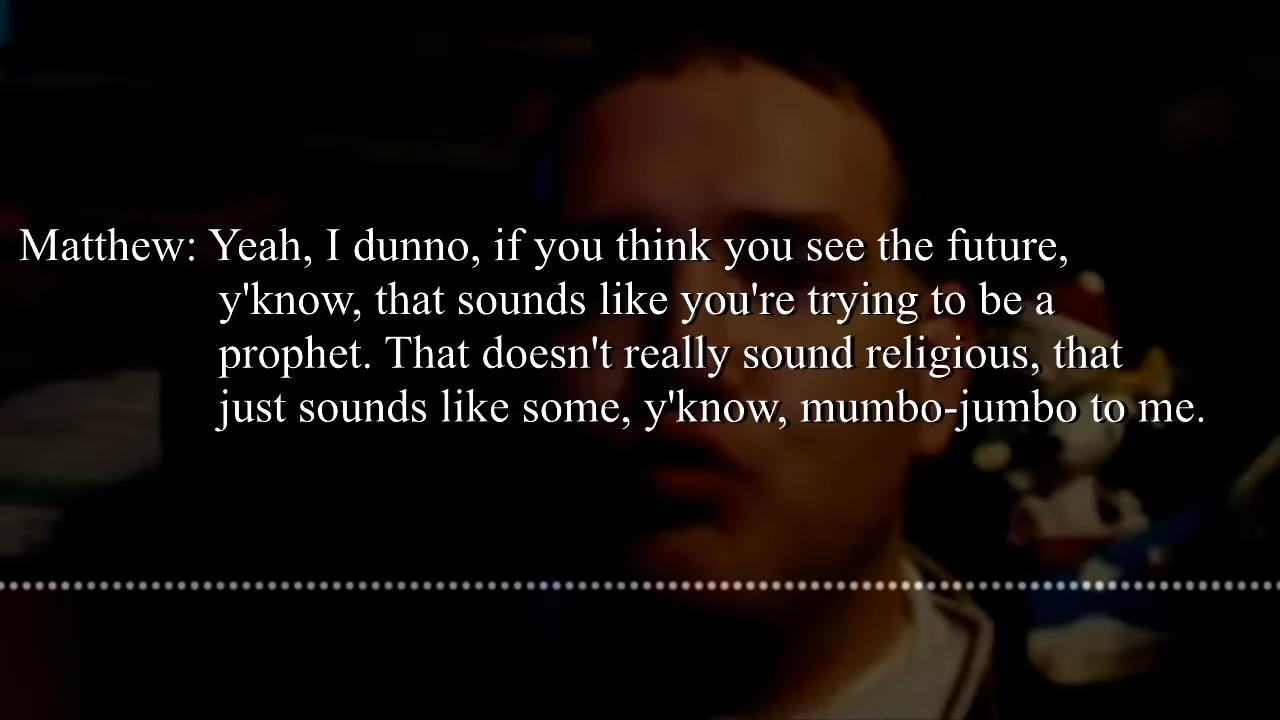 Matthew: Yeah, I dunno, if you think you see the future,
y'know, that sounds like you're trying to be a
prophet. That doesn't really sound religious, that
just sounds like some, y'know, mumbo-jumbo to me.